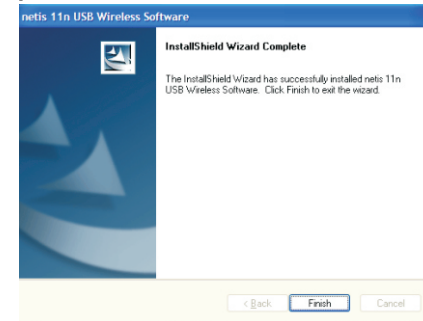 netis 11n USB Wireless Software
InstallShield Wizard Complete
The InstallShield Wizard has successfully installed netis 11n
USB Wireless Software. Click Finish to exit the wizard.
< Back Finish Cancel